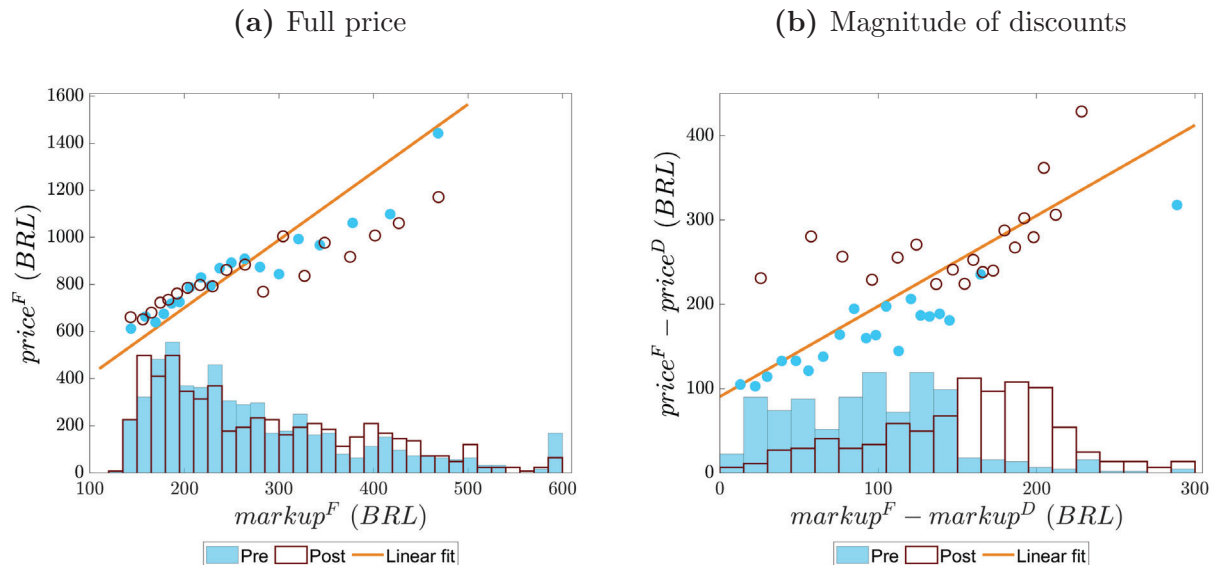 (a) Full price
1600
1400
1200
1000
800
600
400
200
0
100 200 300 400 500 600
price^F (BRL)
markup^F (BRL)
Pre Post Linear fit
(b) Magnitude of discounts
400
300
200
100
0
0 100 200 300
price^F − price^D (BRL)
markup^F − markup^D (BRL)
Pre Post Linear fit